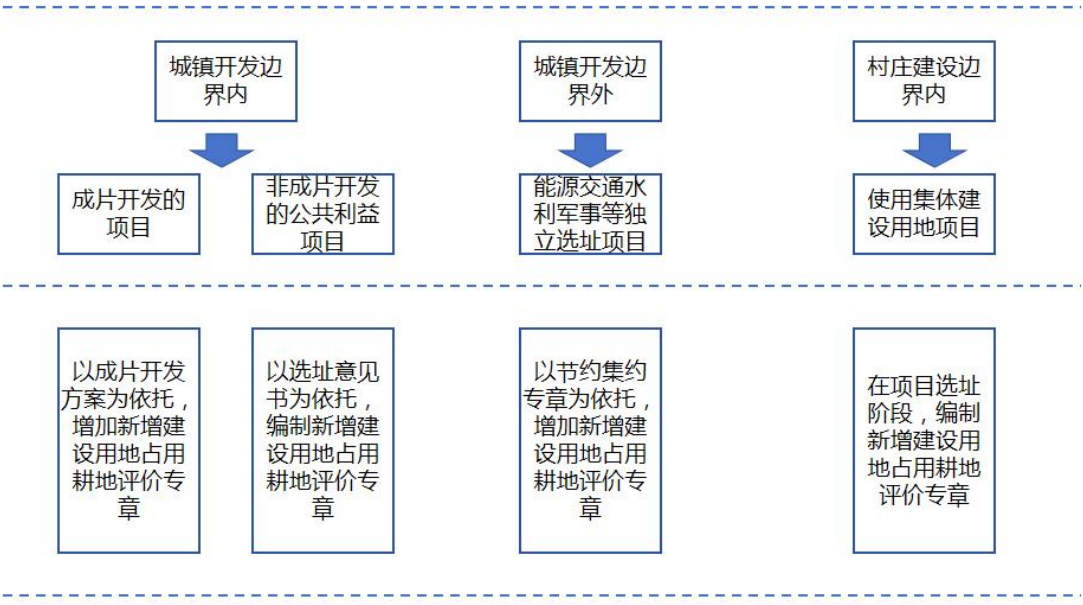 城镇开发边
界内
城镇开发边
界外
村庄建设边
界内
成片开发的
项目
非成片开发
的公共利益
项目
能源交通水
利军事等独
立选址项目
使用集体建
设用地项目
以成片开发
方案为依托，
增加新增建
设用地占用
耕地评价专
章
以选址意见
书为依托，
编制新增建
设用地占用
耕地评价专
章
以节约集约
专章为依托，
增加新增建
设用地占用
耕地评价专
章
在项目选址
阶段，编制
新增建设用
地占用耕地
评价专章